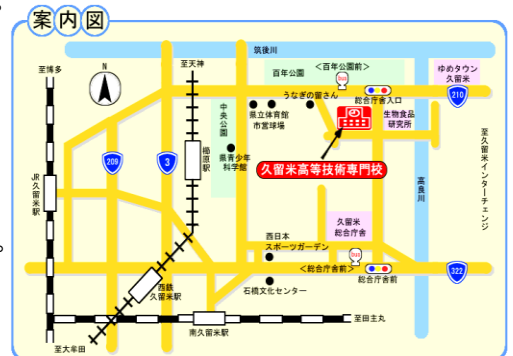 案内図
筑後川
至博多
N
至天神
百年公園
＜百年公園前＞
bus
ゆめタウン
久留米
うなぎの留さん
総合庁舎入口
210
県立体育館
市営球場
生物食品
研究所
中央公園
県青少年
科学館
櫛原駅
209
3
久留米高等技術専門校
JR久留米駅
高良川
至久留米インターチェンジ
久留米
総合庁舎
西日本
スポーツガーデン
＜総合庁舎前＞
bus
総合庁舎前
322
石橋文化センター
西鉄
久留米駅
南久留米駅
至田主丸
至大牟田